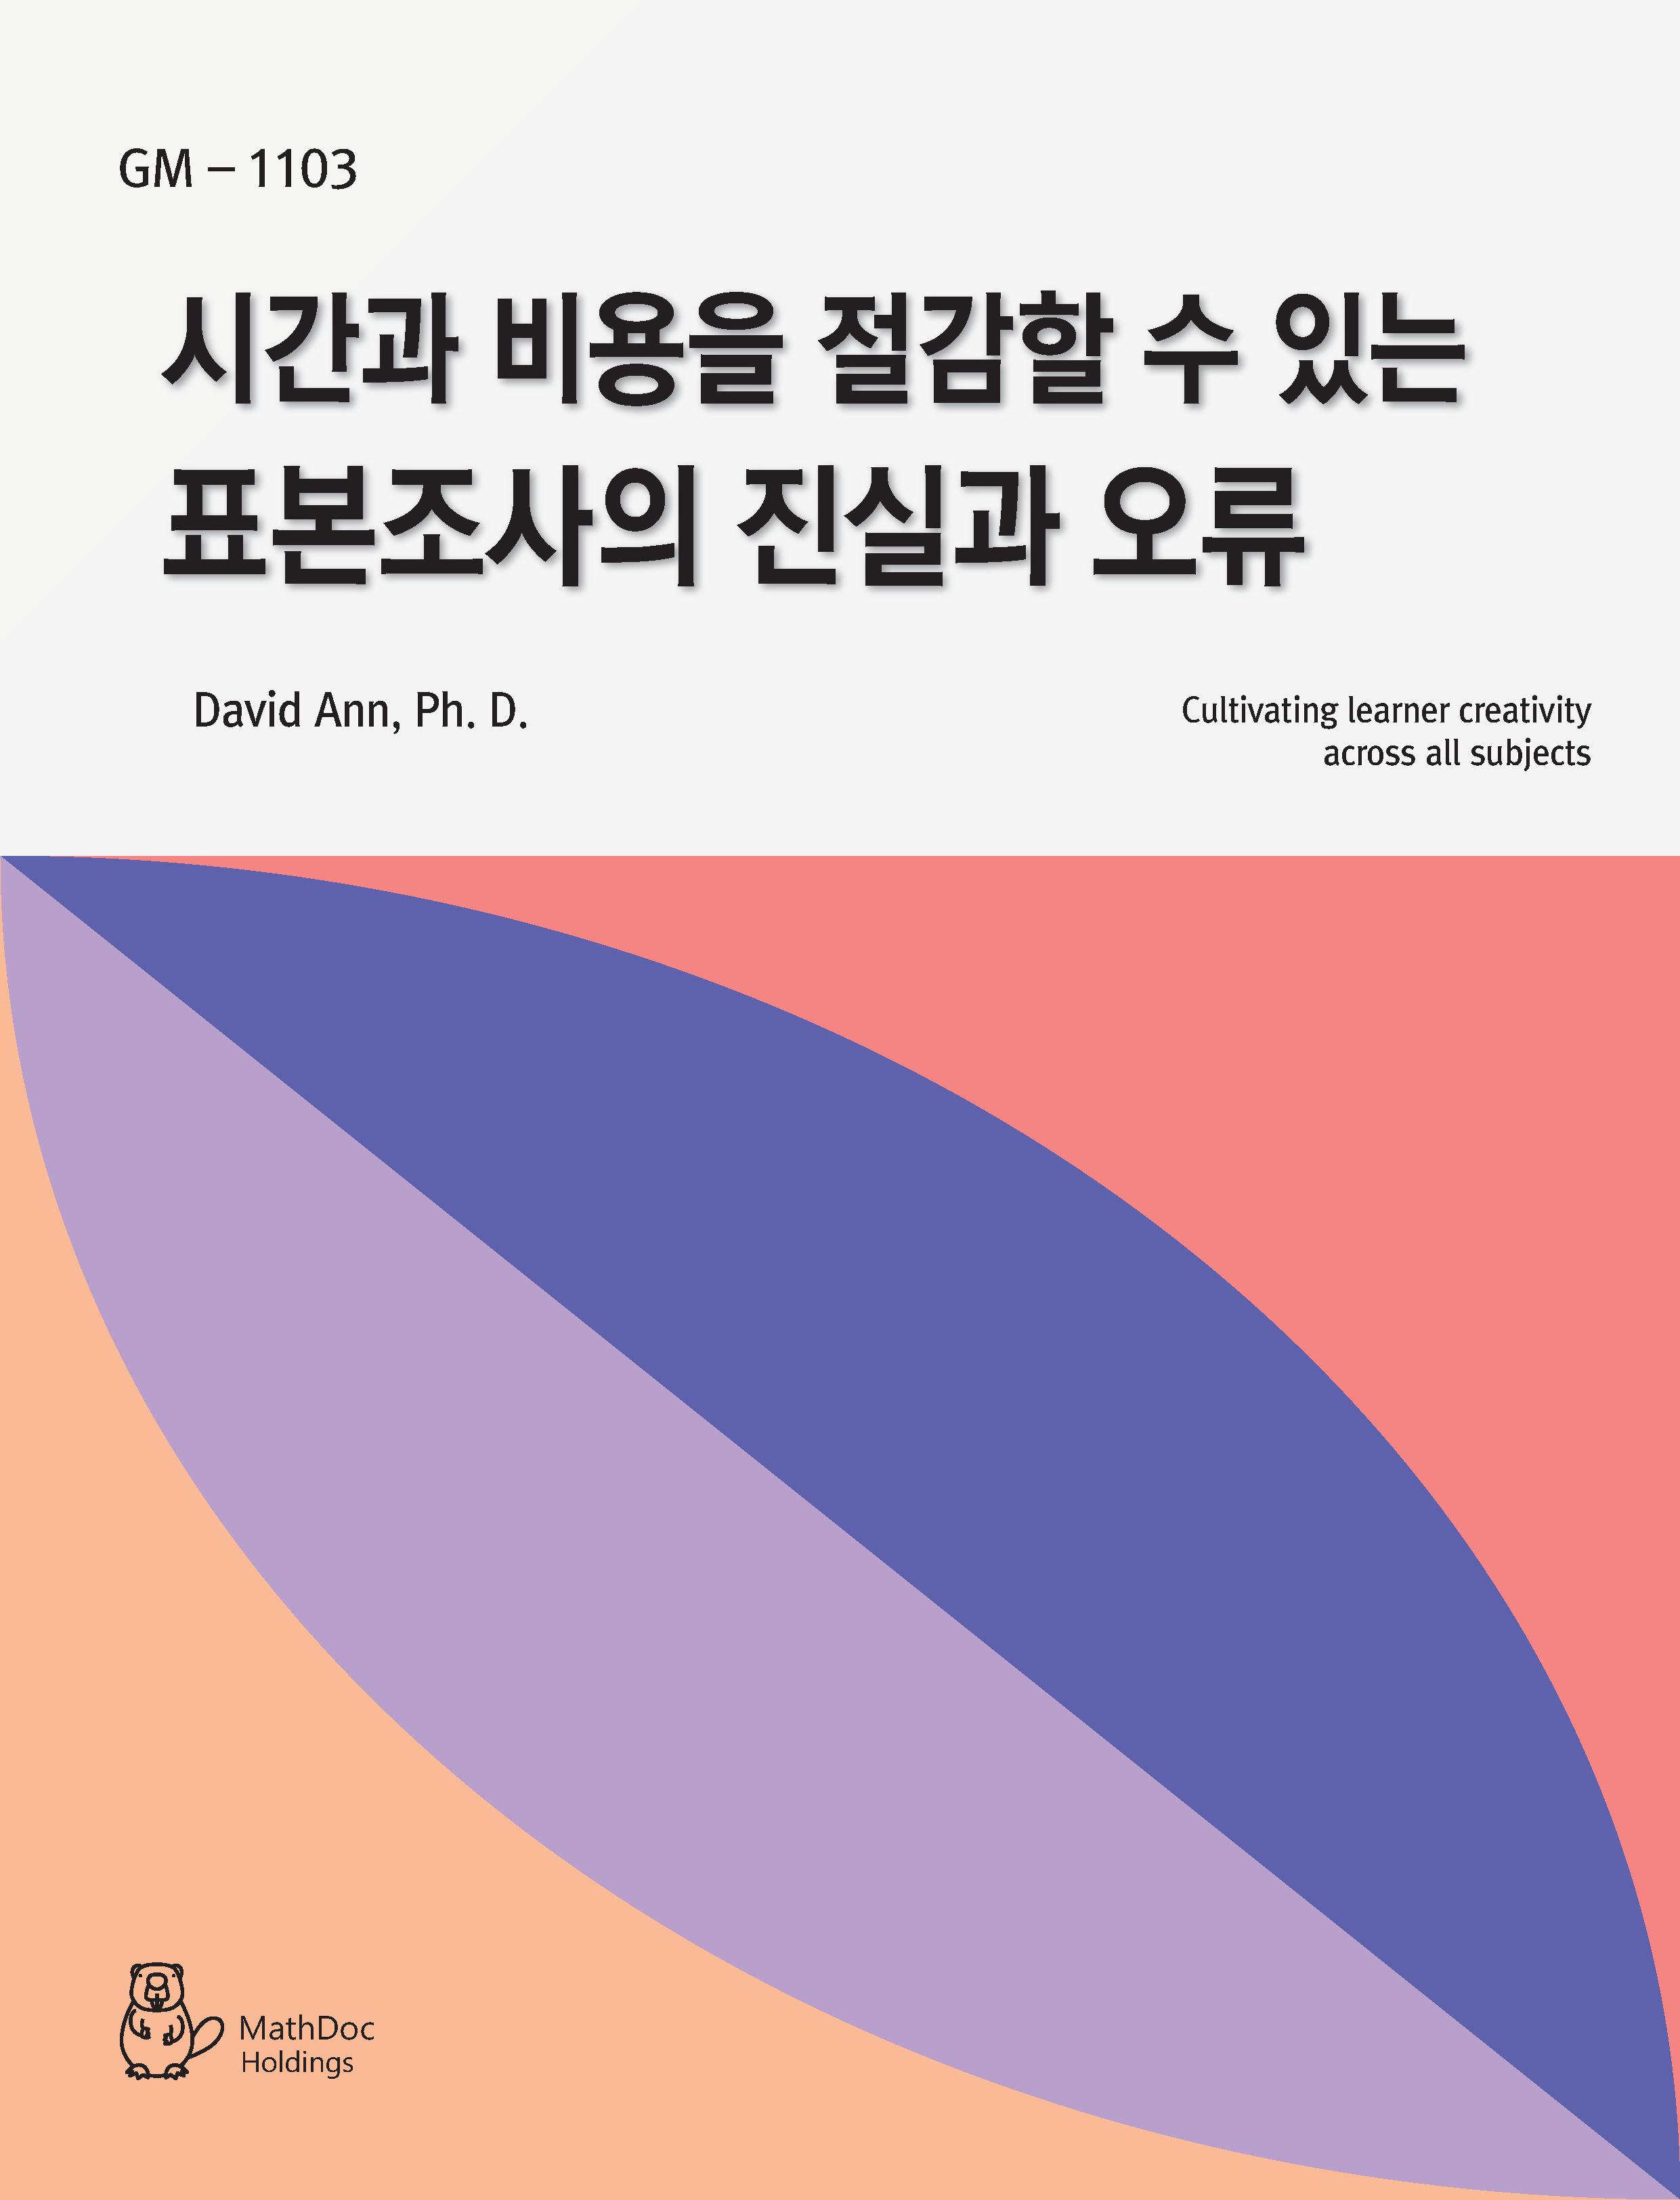 GM – 1103
시간과 비용을 절감할 수 있는
표본조사의 진실과 오류
David Ann, Ph. D.
Cultivating learner creativity
across all subjects
MathDoc
Holdings